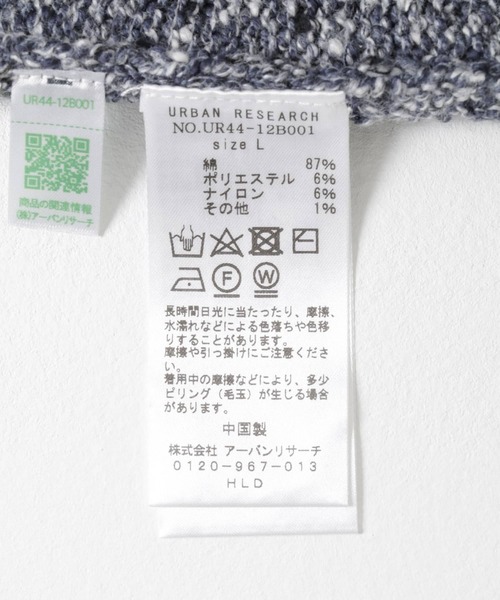 UR44-12B001
商品の関連情報
(株)アーバンリサーチ
URBAN RESEARCH
NO.UR44-12B001
size L
綿 87%
ポリエステル 6%
ナイロン 6%
その他 1%
F
W
長時間日光に当たったり、摩擦、
水濡れなどによる色落ちや色移
りすることがあります。
摩擦や引っ掛けにご注意くださ
い。
着用中の摩擦などにより、多少
ピリング（毛玉）が生じる場合
があります。
中国製
株式会社 アーバンリサーチ
0120-967-013
HLD